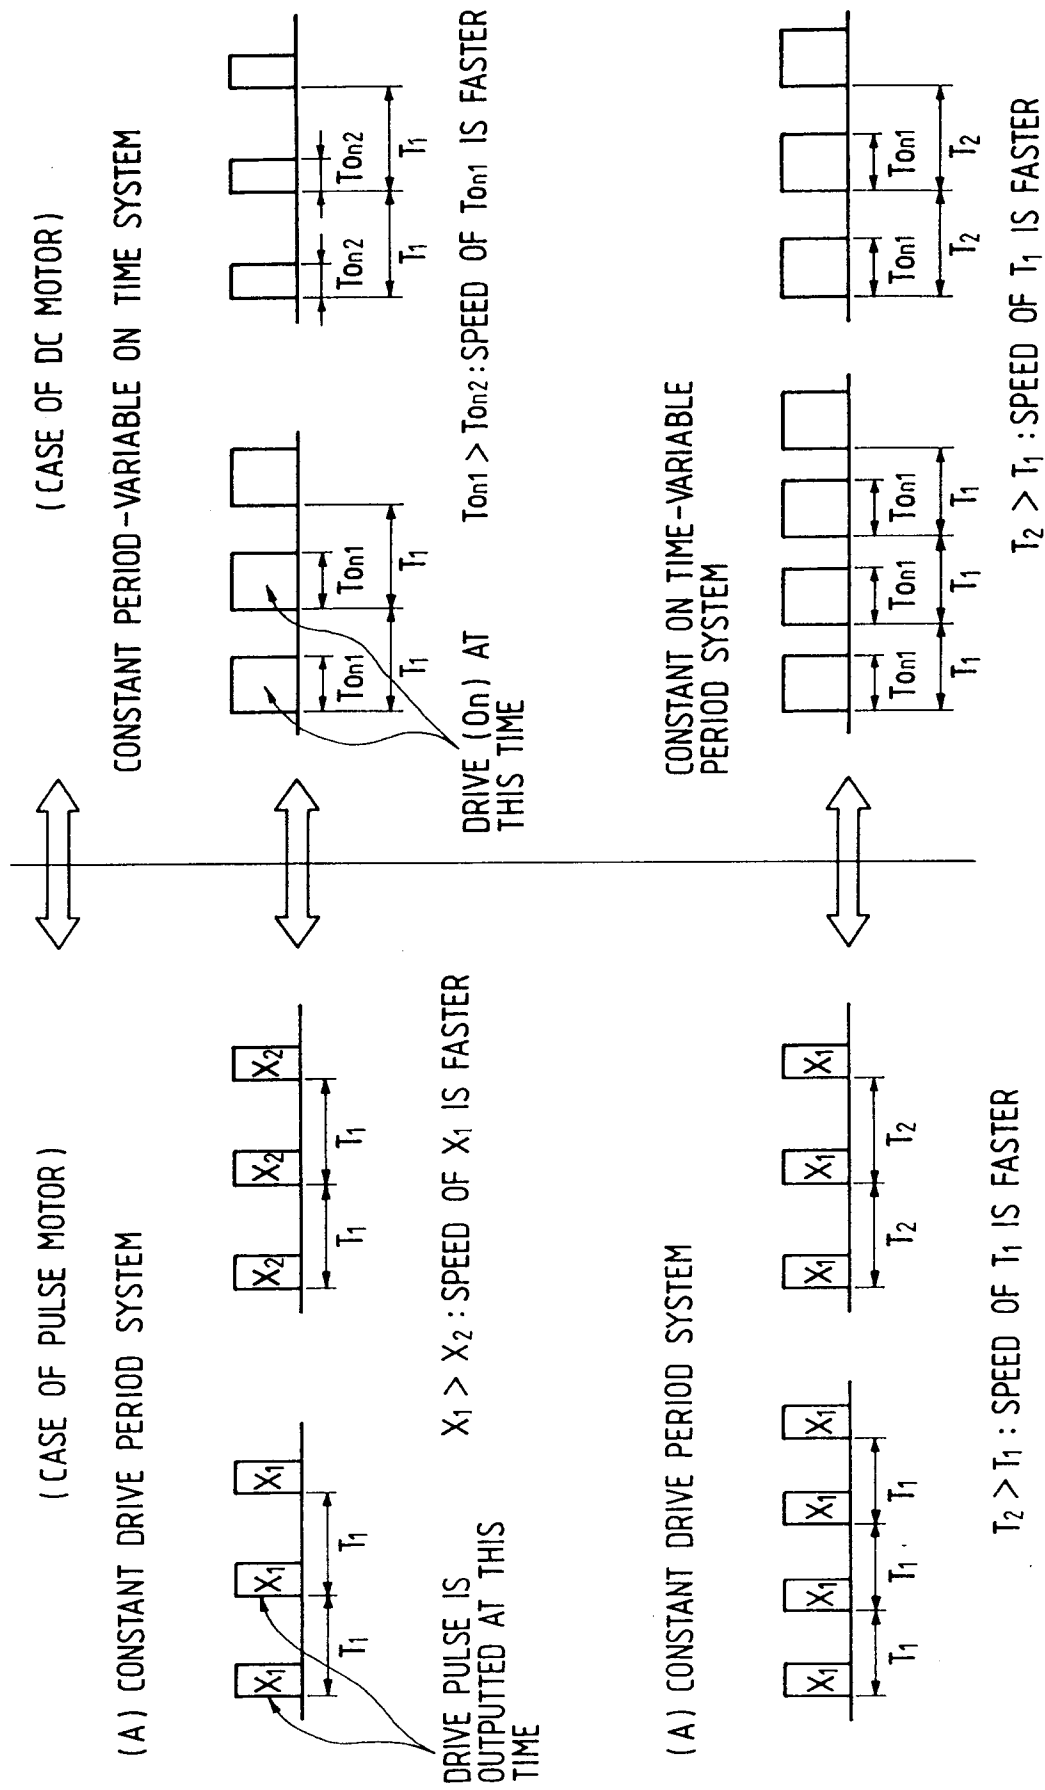 (CASE OF PULSE MOTOR)
(A) CONSTANT DRIVE PERIOD SYSTEM
X1 X1 X1
T1 T1
DRIVE PULSE IS
OUTPUTTED AT THIS
TIME
X2 X2 X2
T1 T1
X1 > X2 : SPEED OF X1 IS FASTER
(A) CONSTANT DRIVE PERIOD SYSTEM
X1 X1 X1 X1
T1 T1 T1
X1 X1 X1
T2 T2
T2 > T1 : SPEED OF T1 IS FASTER
(CASE OF DC MOTOR)
CONSTANT PERIOD-VARIABLE ON TIME SYSTEM
Ton1 Ton1
T1 T1
DRIVE (On) AT
THIS TIME
Ton2 Ton2
T1 T1
Ton1 > Ton2 : SPEED OF Ton1 IS FASTER
CONSTANT ON TIME-VARIABLE
PERIOD SYSTEM
Ton1 Ton1 Ton1
T1 T1 T1
Ton1 Ton1
T2 T2
T2 > T1 : SPEED OF T1 IS FASTER